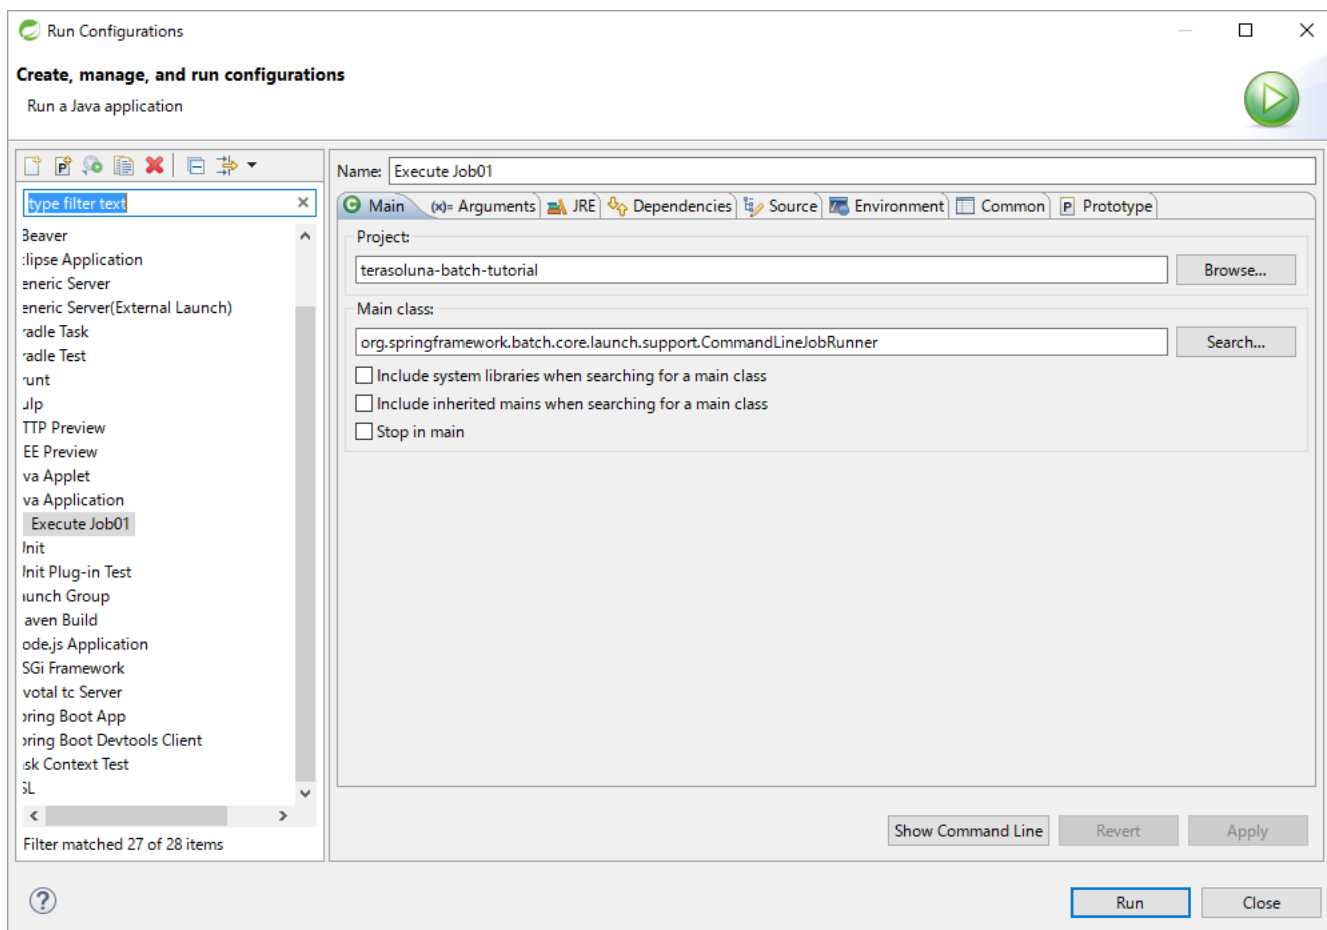 Run Configurations
Create, manage, and run configurations
Run a Java application
type filter text
Beaver
:lipse Application
eneric Server
eneric Server(External Launch)
radle Task
radle Test
runt
ulp
TTP Preview
EE Preview
va Applet
va Application
Execute Job01
Init
Init Plug-in Test
aunch Group
aven Build
ode.js Application
SGi Framework
votal tc Server
oring Boot App
oring Boot Devtools Client
sk Context Test
SL
Filter matched 27 of 28 items
Name: Execute Job01
Main (x)= Arguments JRE Dependencies Source Environment Common P Prototype
Project:
terasoluna-batch-tutorial Browse...
Main class:
org.springframework.batch.core.launch.support.CommandLineJobRunner Search...
Include system libraries when searching for a main class
Include inherited mains when searching for a main class
Stop in main
Show Command Line Revert Apply
Run Close